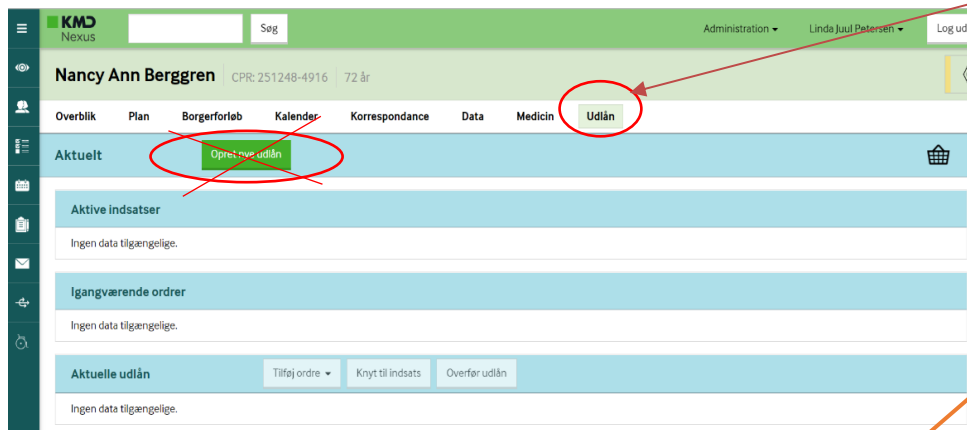 KMD
Nexus
Søg
Administration
Linda Juul Petersen
Log ud
Nancy Ann Berggren CPR: 251248-4916 72 år
Overblik Plan Borgerforløb Kalender Korrespondance Data Medicin Udlån
Aktuelt Opret nye udlån
Aktive indsatser
Ingen data tilgængelige.
Igangværende ordrer
Ingen data tilgængelige.
Aktuelle udlån Tilføj ordre Knyt til indsats Overfør udlån
Ingen data tilgængelige.